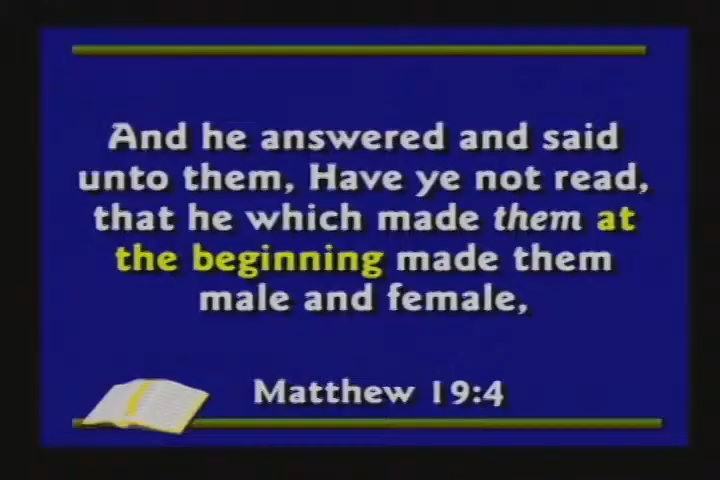 And he answered and said
unto them, Have ye not read,
that he which made them at
the beginning made them
male and female,
Matthew 19:4